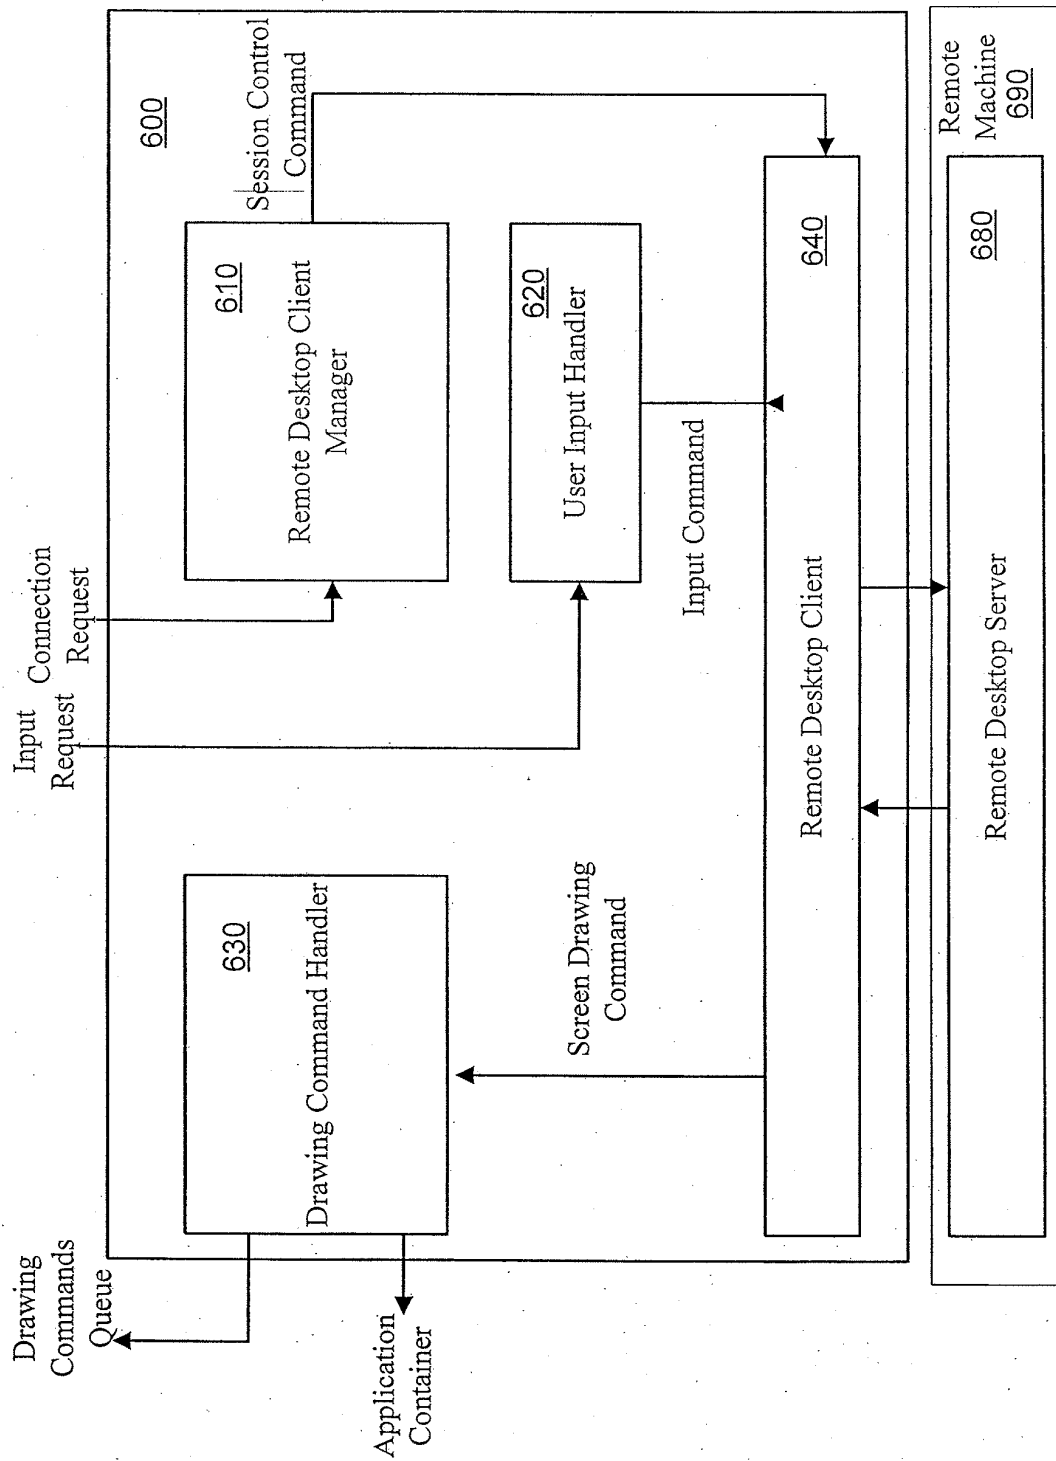 Drawing
Commands
Queue
Application
Container
630
Drawing Command Handler
Input
Request
Connection
Request
610
Remote Desktop Client
Manager
600
Session Control
Command
620
User Input Handler
Screen Drawing
Command
Input Command
640
Remote Desktop Client
680
Remote Desktop Server
Remote
Machine
690